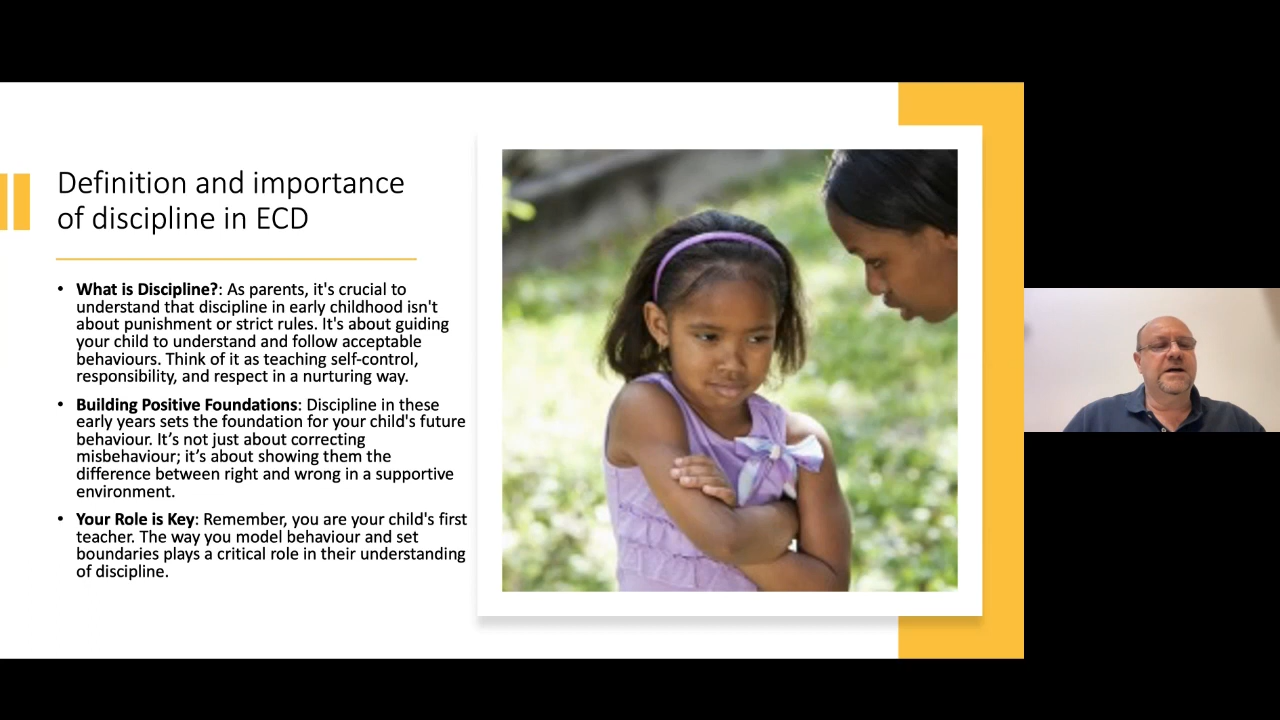 Definition and importance
of discipline in ECD
• What is Discipline?: As parents, it's crucial to
understand that discipline in early childhood isn't
about punishment or strict rules. It's about guiding
your child to understand and follow acceptable
behaviours. Think of it as teaching self-control,
responsibility, and respect in a nurturing way.
• Building Positive Foundations: Discipline in these
early years sets the foundation for your child's future
behaviour. It’s not just about correcting
misbehaviour; it’s about showing them the
difference between right and wrong in a supportive
environment.
• Your Role is Key: Remember, you are your child's first
teacher. The way you model behaviour and set
boundaries plays a critical role in their understanding
of discipline.